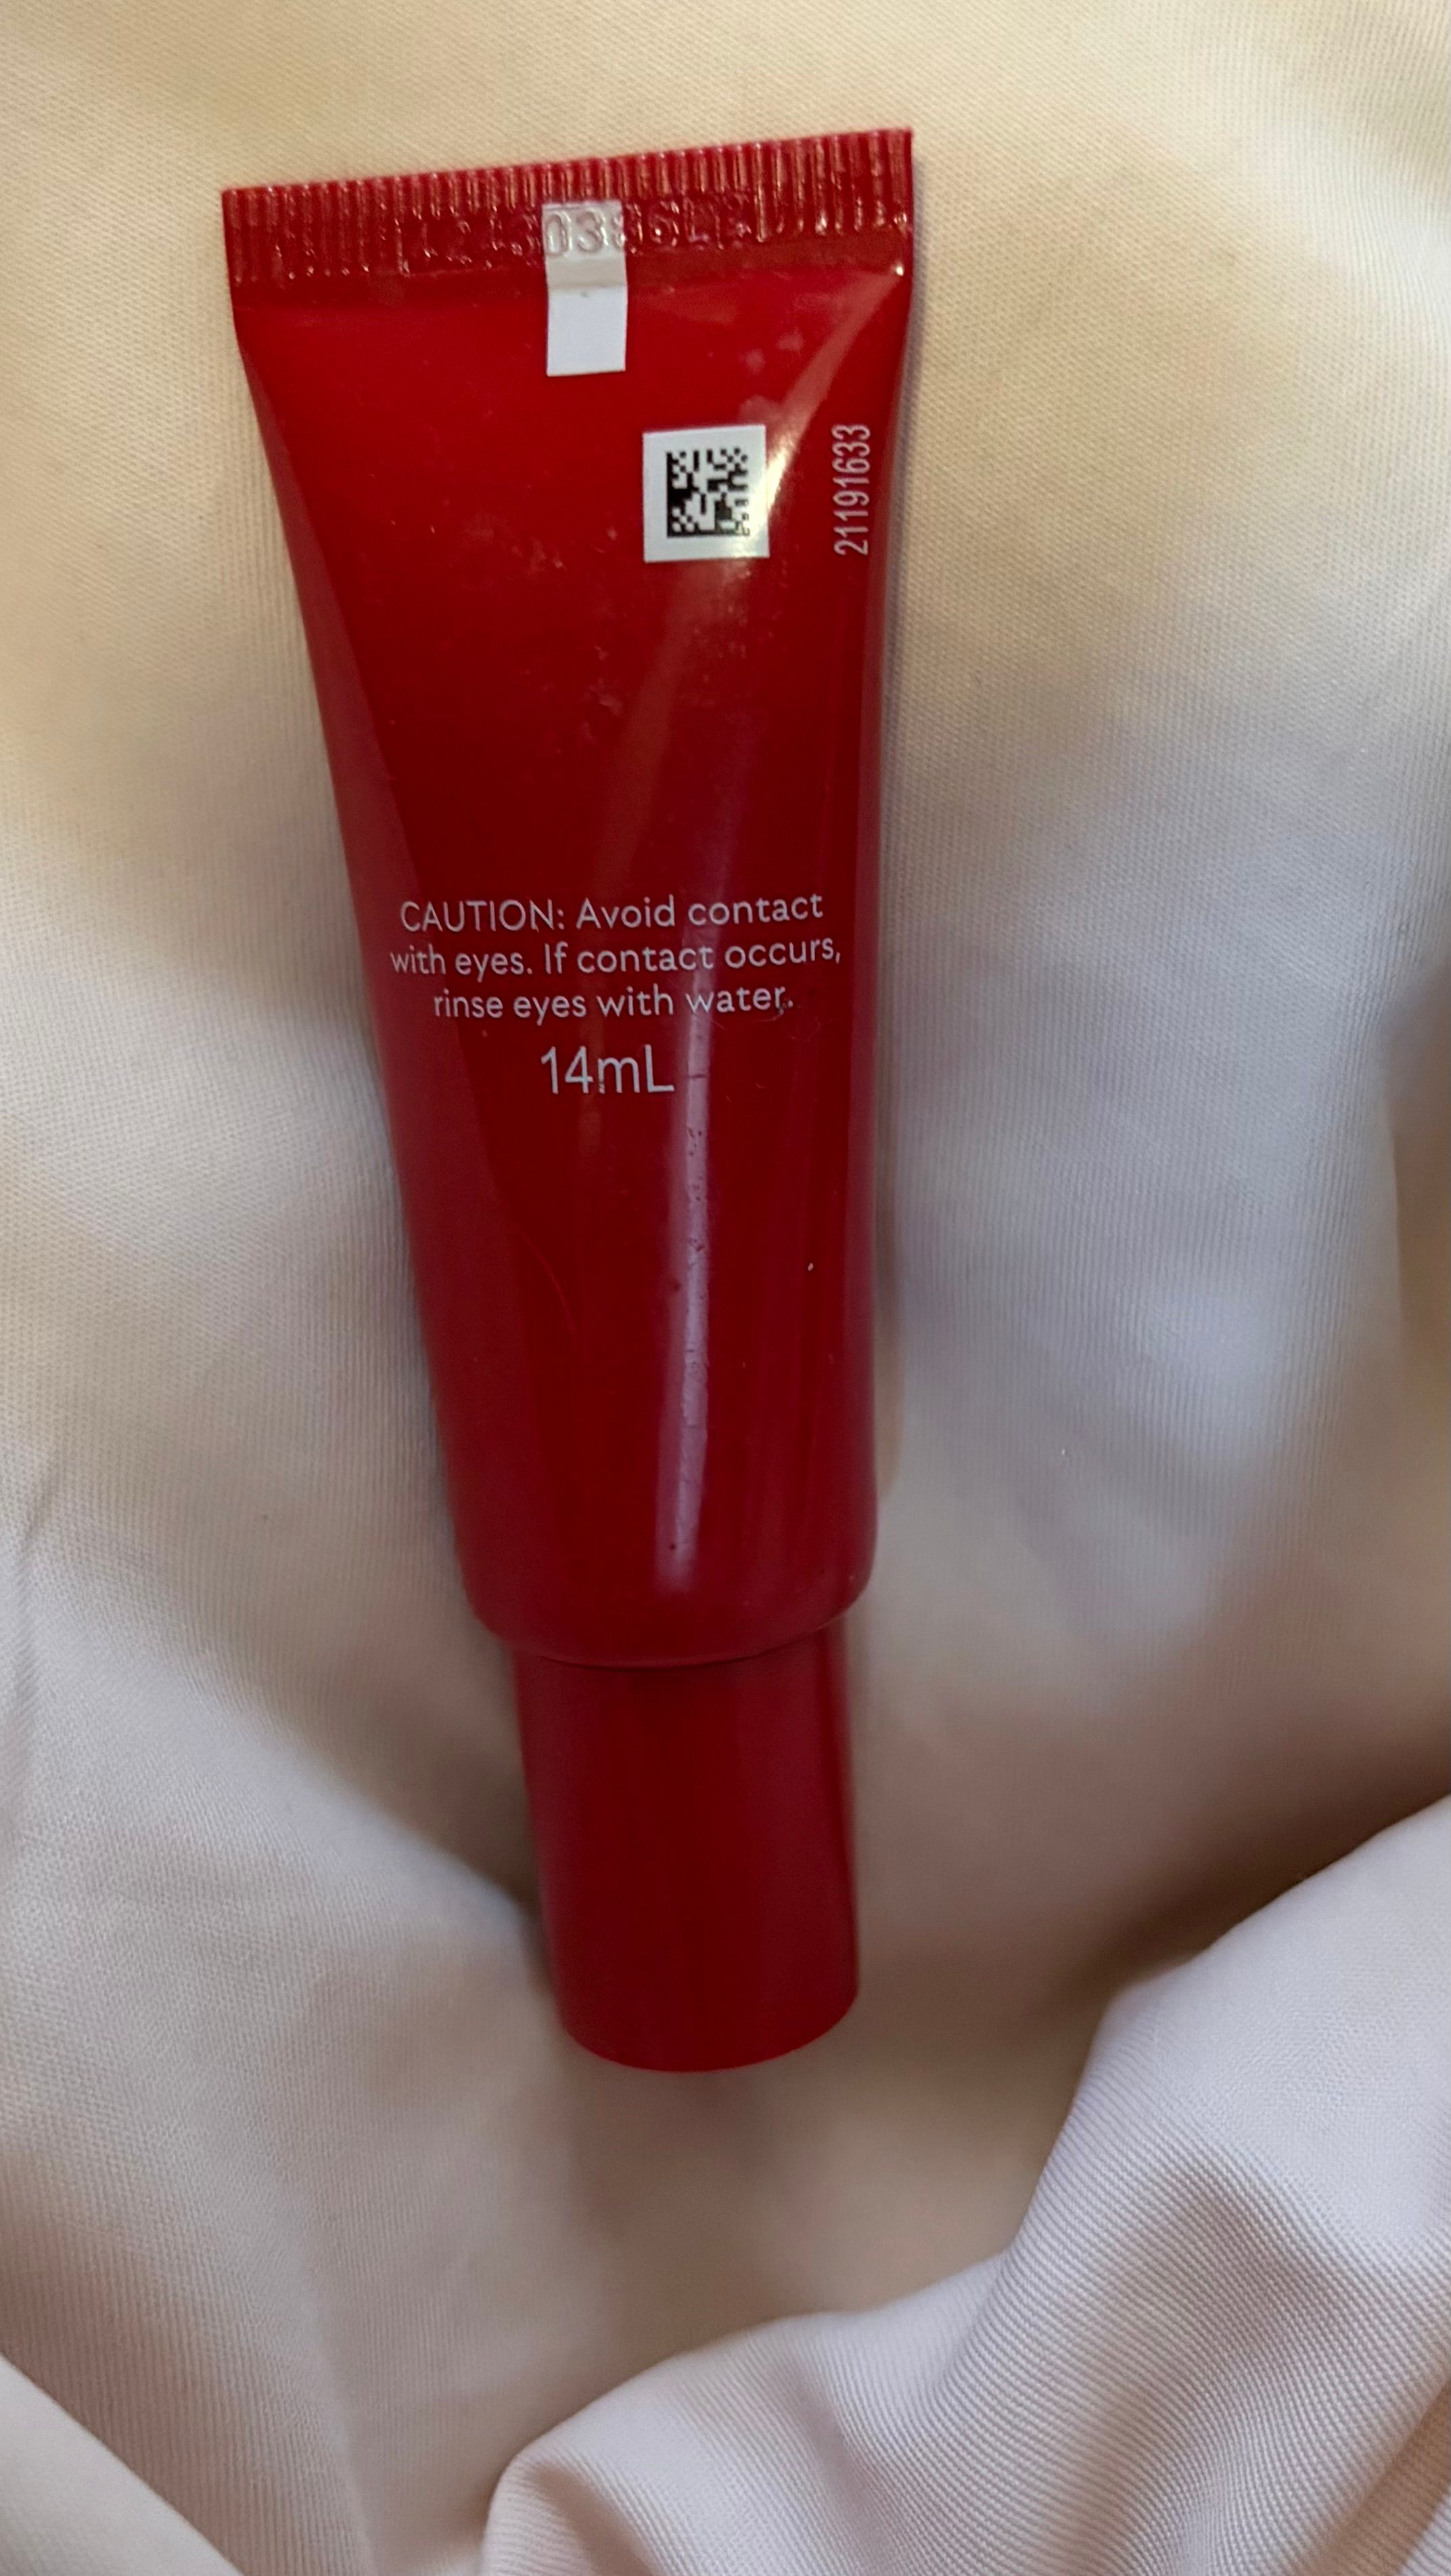 21191633
CAUTION: Avoid contact
with eyes. If contact occurs,
rinse eyes with water.
14mL